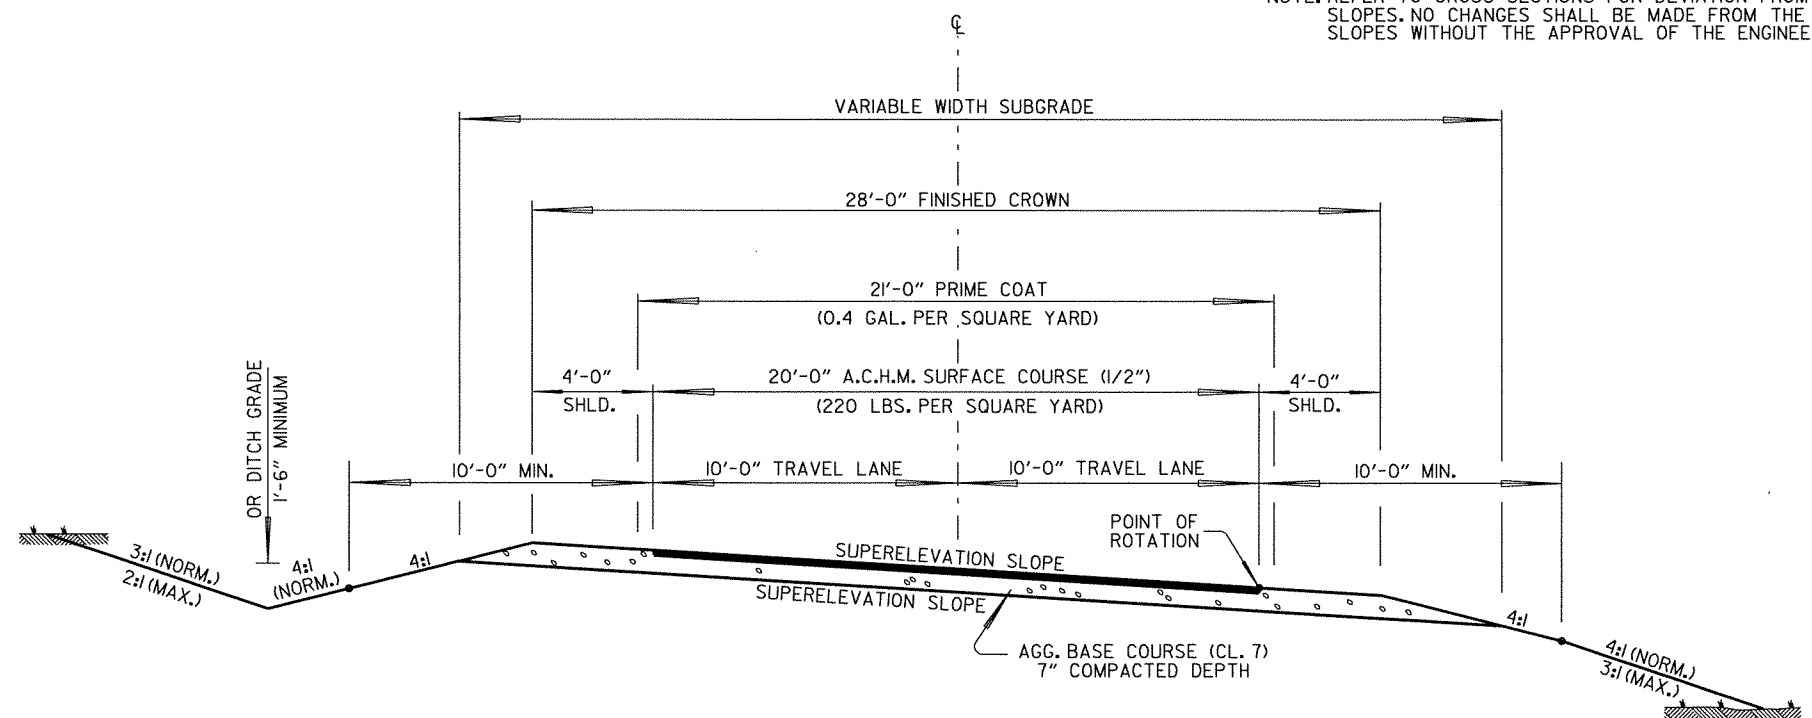 NOTE: REFER TO CROSS SECTIONS FOR DEVIATION FROM
SLOPES. NO CHANGES SHALL BE MADE FROM THE
SLOPES WITHOUT THE APPROVAL OF THE
℄
VARIABLE WIDTH SUBGRADE
28'-0" FINISHED CROWN
21'-0" PRIME COAT
(0.4 GAL. PER SQUARE YARD)
4'-0"
SHLD.
20'-0" A.C.H.M. SURFACE COURSE (1/2")
(220 LBS. PER SQUARE YARD)
4'-0"
SHLD.
OR DITCH GRADE
1'-6" MINIMUM
10'-0" MIN.
10'-0" TRAVEL LANE
10'-0" TRAVEL LANE
10'-0" MIN.
POINT OF
ROTATION
3:1 (NORM.)
2:1 (MAX.)
4:1
(NORM.)
4:1
SUPERELEVATION SLOPE
SUPERELEVATION SLOPE
4:1
AGG. BASE COURSE (CL. 7)
7" COMPACTED DEPTH
4:1 (NORM.)
3:1 (MAX.)